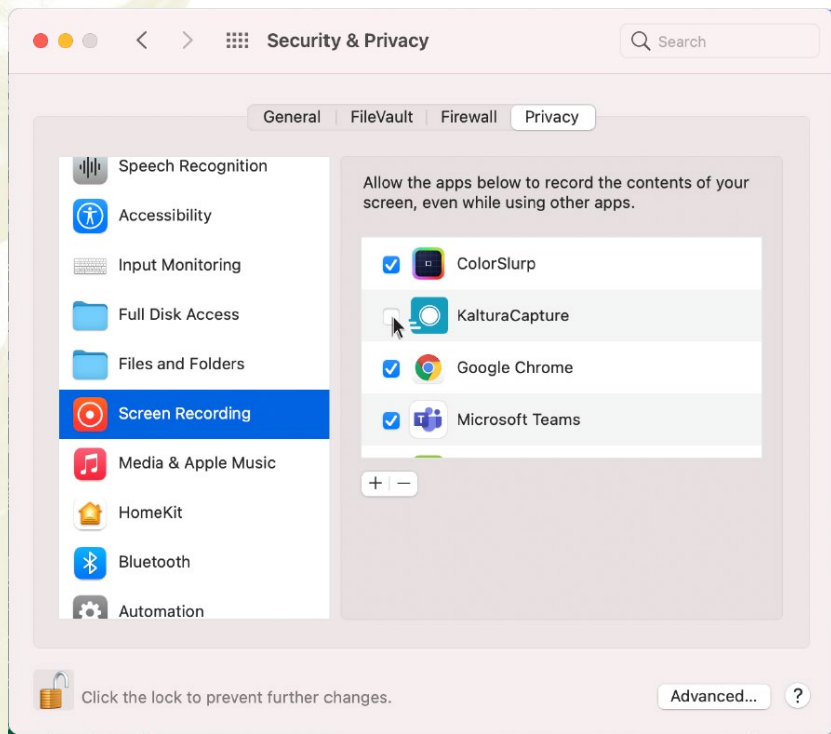 Security & Privacy
Search
General
FileVault
Firewall
Privacy
Speech Recognition
Accessibility
Input Monitoring
Full Disk Access
Files and Folders
Screen Recording
Media & Apple Music
HomeKit
Bluetooth
Automation
Allow the apps below to record the contents of your
screen, even while using other apps.
ColorSlurp
KalturaCapture
Google Chrome
Microsoft Teams
+ −
Click the lock to prevent further changes.
Advanced...
?